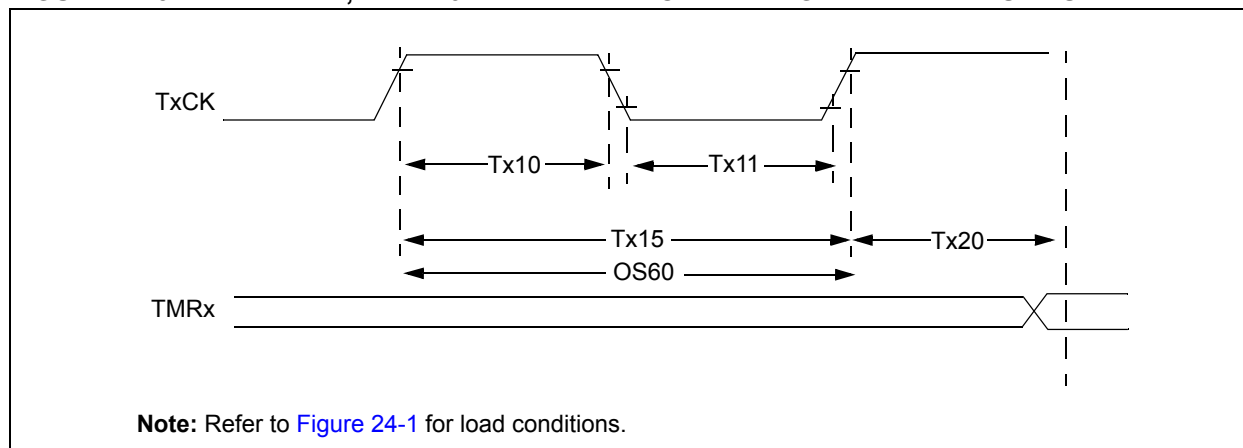 TxCK
Tx10
Tx11
Tx15
Tx20
OS60
TMRx
Note: Refer to Figure 24-1 for load conditions.